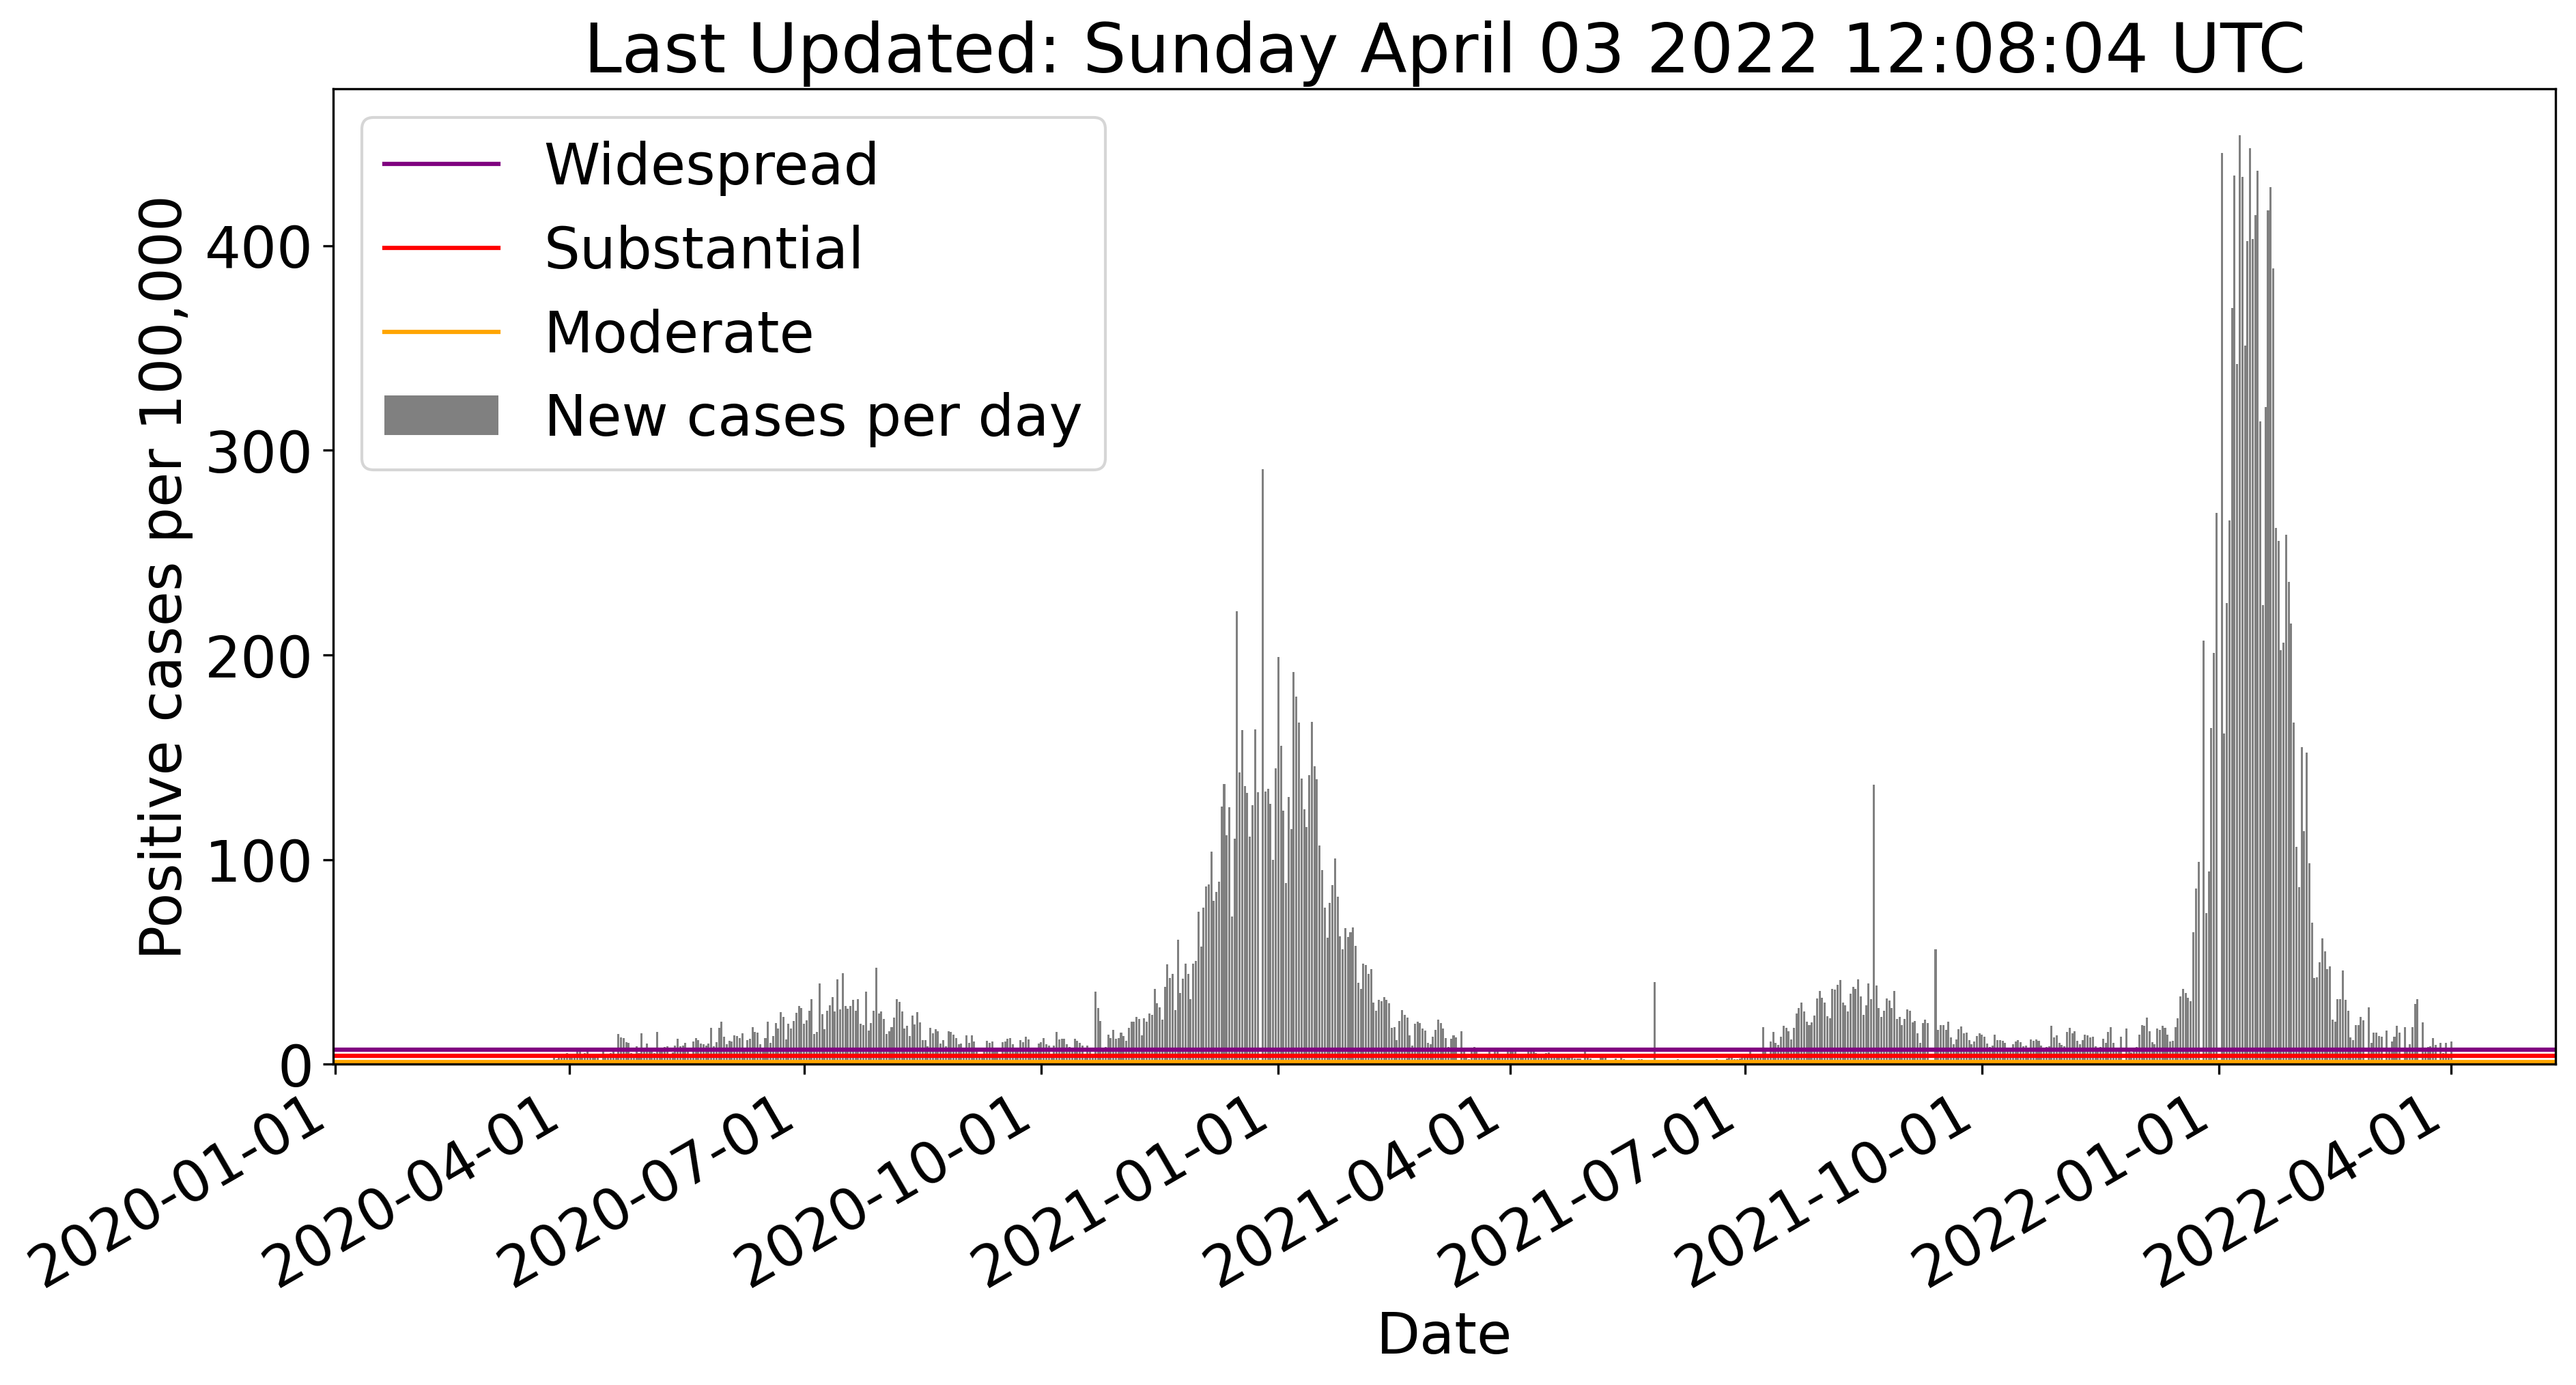 Last Updated: Sunday April 03 2022 12:08:04 UTC
Widespread
Substantial
Moderate
New cases per day
Positive cases per 100,000
400
300
200
100
0
2020-01-01
2020-04-01
2020-07-01
2020-10-01
2021-01-01
2021-04-01
2021-07-01
2021-10-01
2022-01-01
2022-04-01
Date